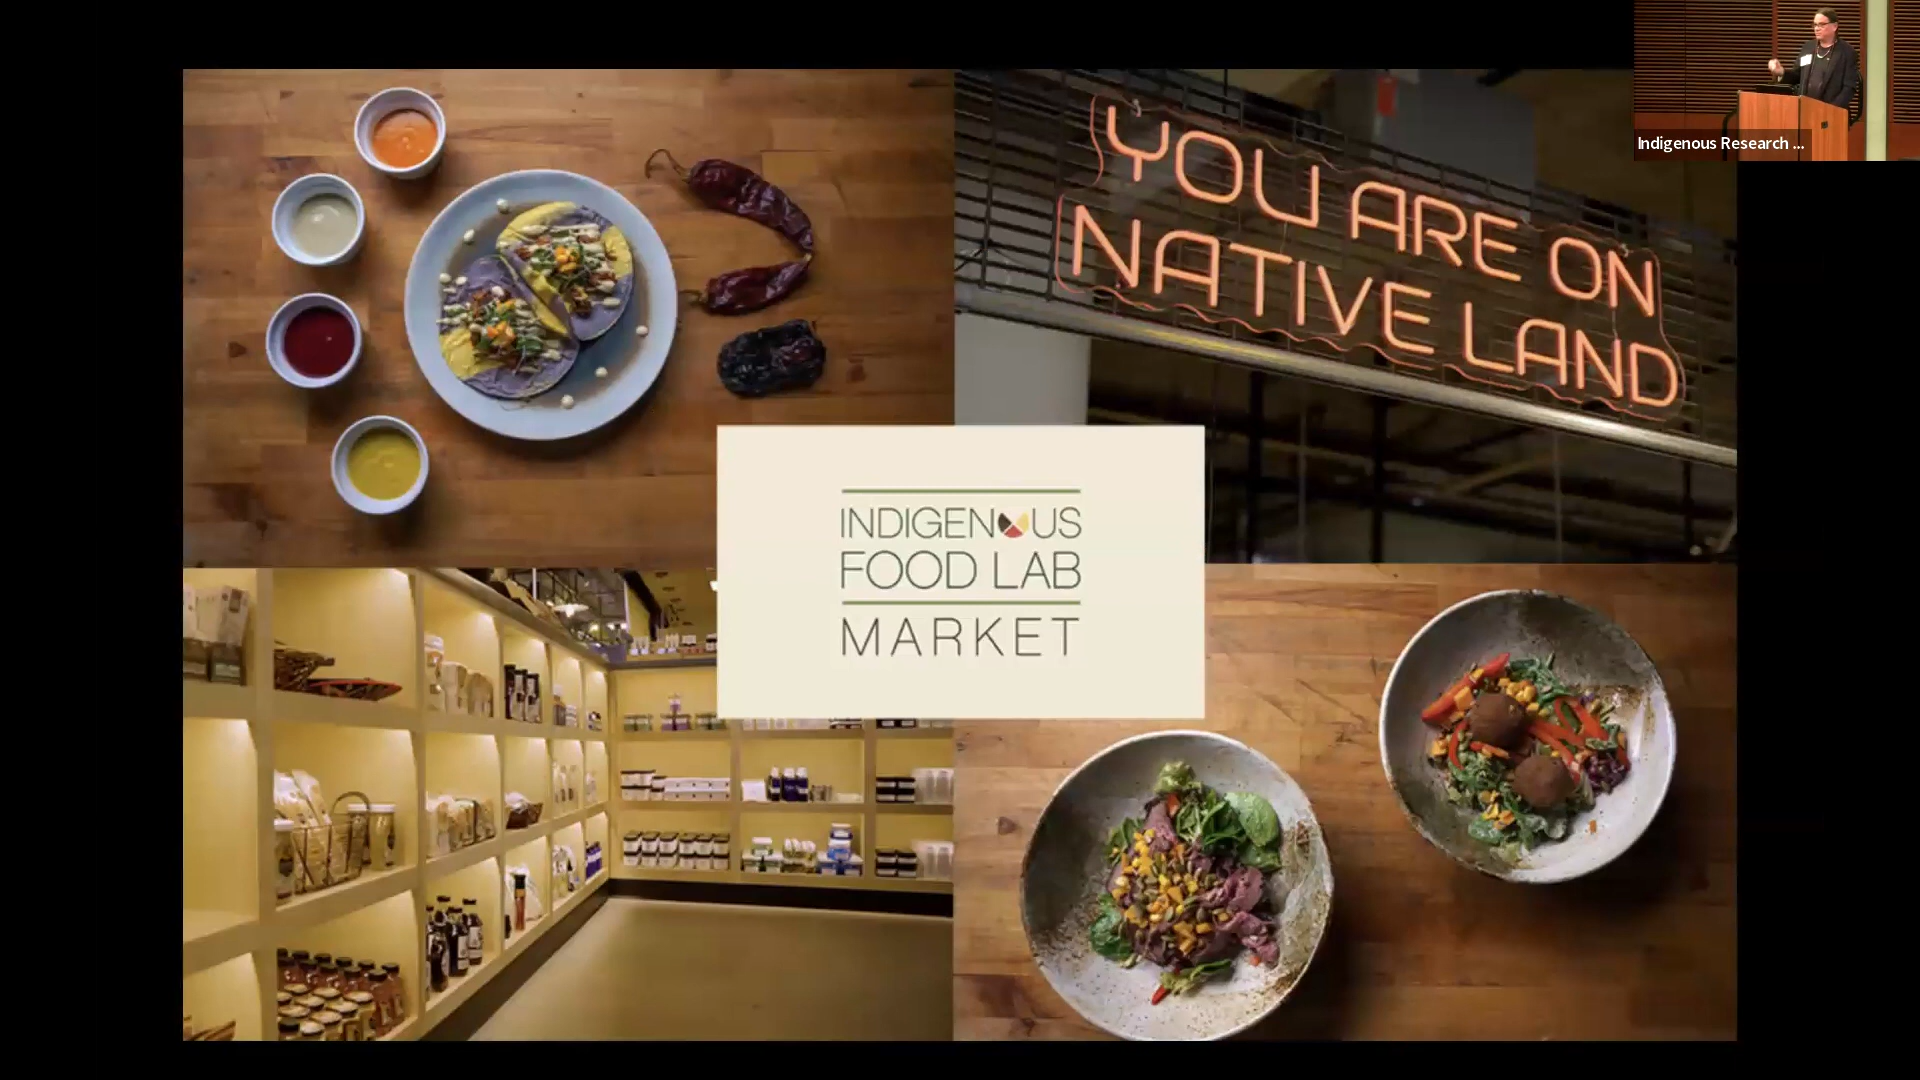 Indigenous Research ...
YOU ARE ON
NATIVE LAND
INDIGENOUS
FOOD LAB
MARKET